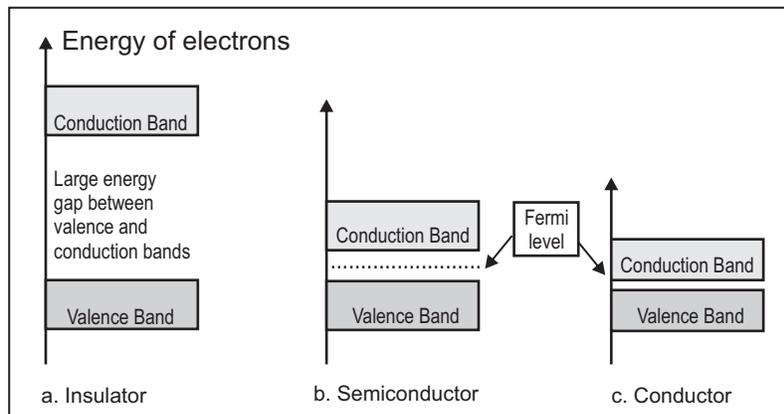 Energy of electrons
Conduction Band
Large energy
gap between
valence and
conduction bands
Valence Band
a. Insulator
Conduction Band
Valence Band
b. Semiconductor
Fermi
level
Conduction Band
Valence Band
c. Conductor